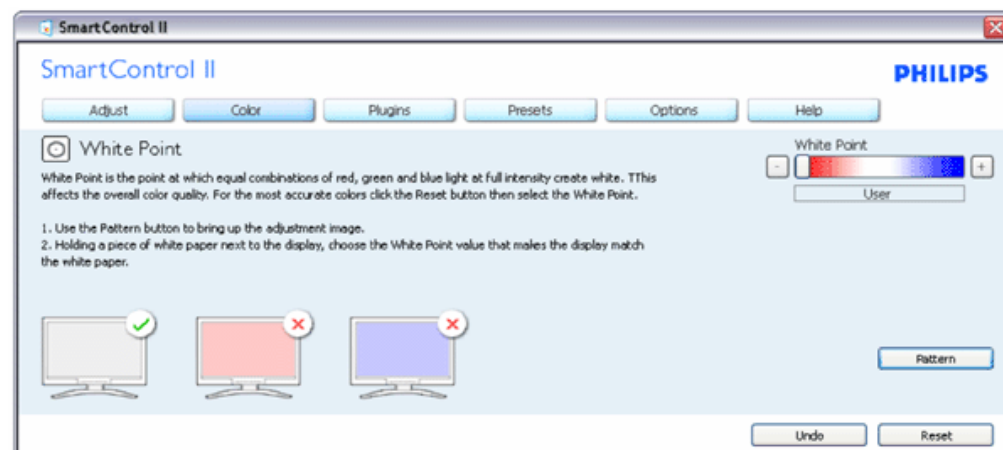 SmartControl II
SmartControl II
PHILIPS
Adjust
Color
Plugins
Presets
Options
Help
White Point
White Point is the point at which equal combinations of red, green and blue light at full intensity create white. TThis
affects the overall color quality. For the most accurate colors click the Reset button then select the White Point.
1. Use the Pattern button to bring up the adjustment image.
2. Holding a piece of white paper next to the display, choose the White Point value that makes the display match
the white paper.
White Point
-
+
User
Pattern
Undo
Reset